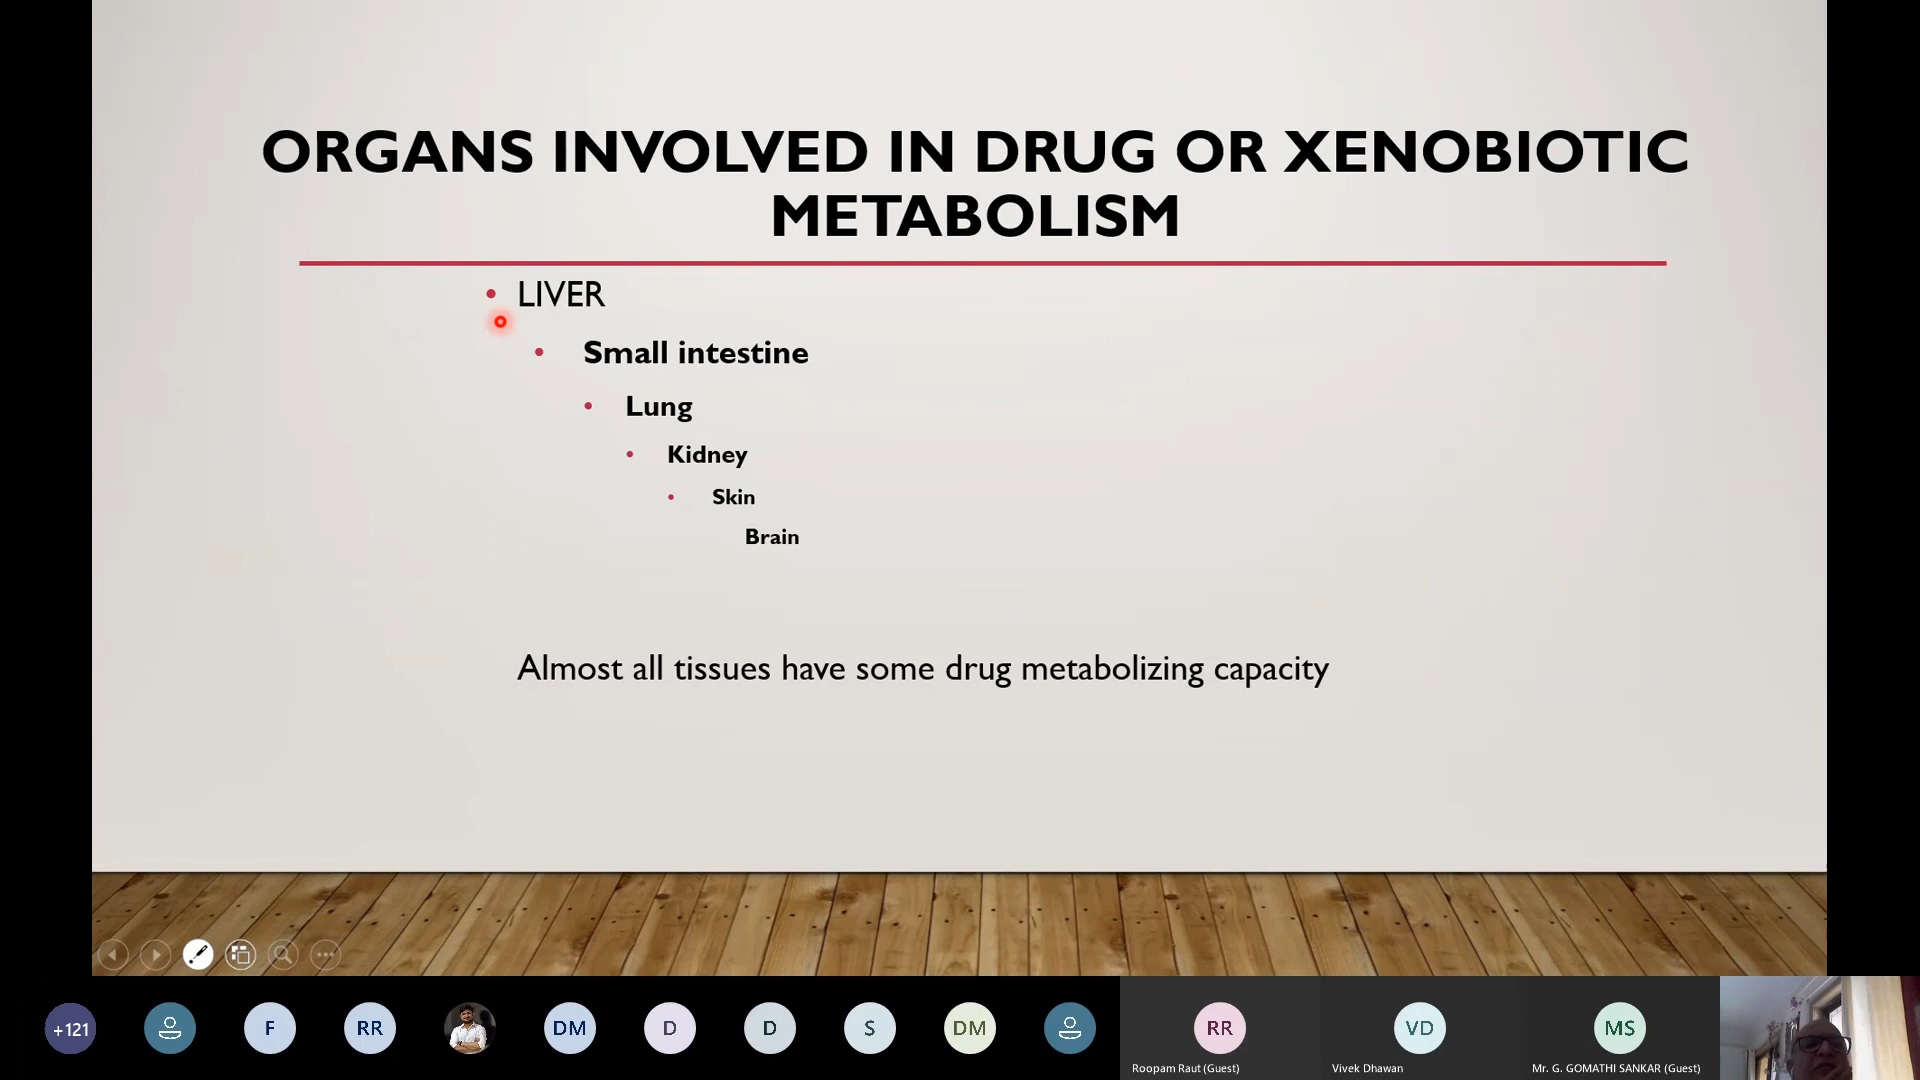 ORGANS INVOLVED IN DRUG OR XENOBIOTIC
METABOLISM
• LIVER
• Small intestine
• Lung
• Kidney
• Skin
Brain
Almost all tissues have some drug metabolizing capacity
+121
F
RR
DM
D
D
S
DM
RR
VD
MS
Roopam Raut (Guest)
Vivek Dhawan
Mr. G. GOMATHI SANKAR (Guest)